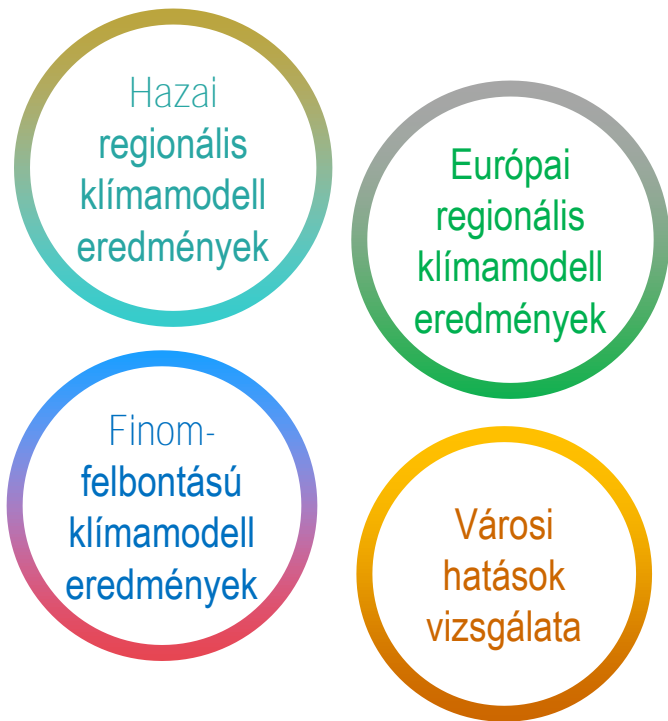 Hazai
regionális
klímamodell
eredmények
Európai
regionális
klímamodell
eredmények
Finom-
felbontású
klímamodell
eredmények
Városi
hatások
vizsgálata